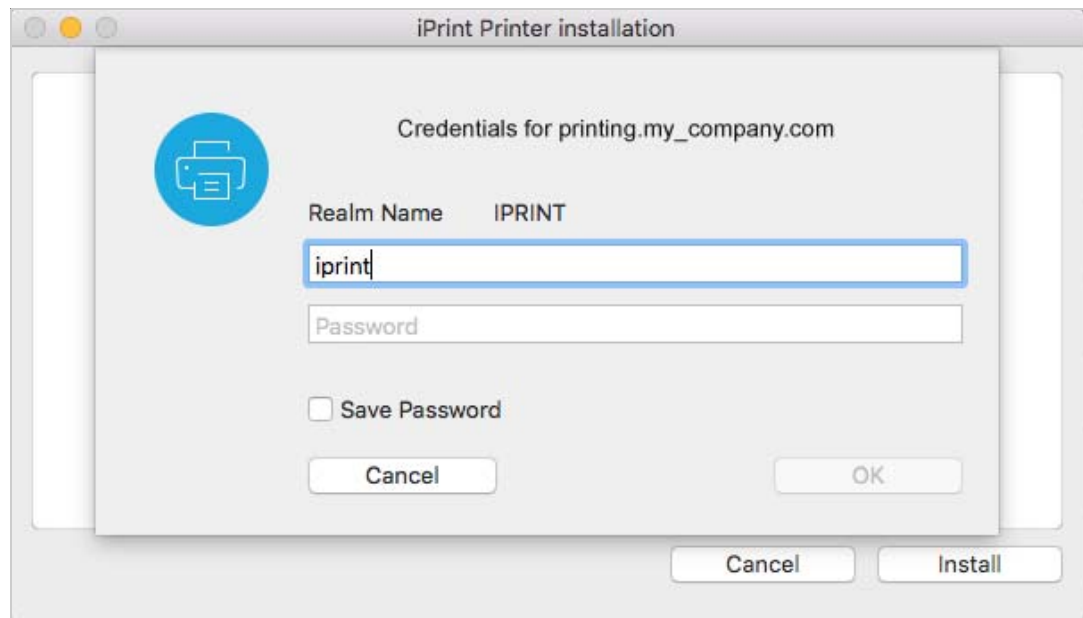 iPrint Printer installation
Credentials for printing.my_company.com
Realm Name IPRINT
iprint
Password
Save Password
Cancel OK
Cancel Install